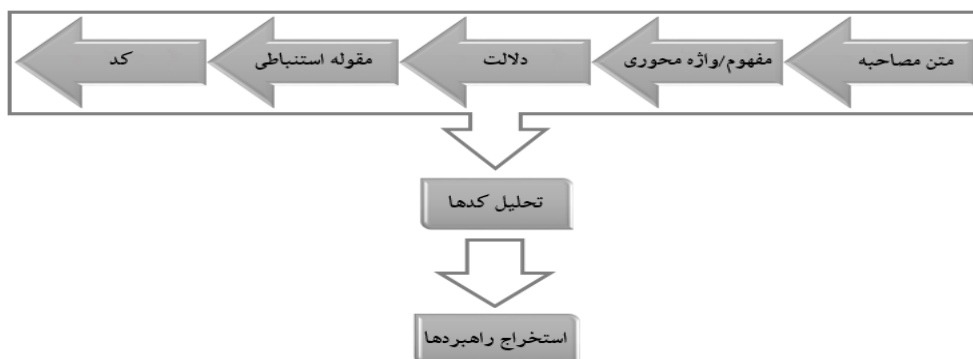 متن مصاحبه
مفهوم/واژه محوری
دلالت
مقوله استنباطی
کد
تحلیل کدها
استخراج راهبردها